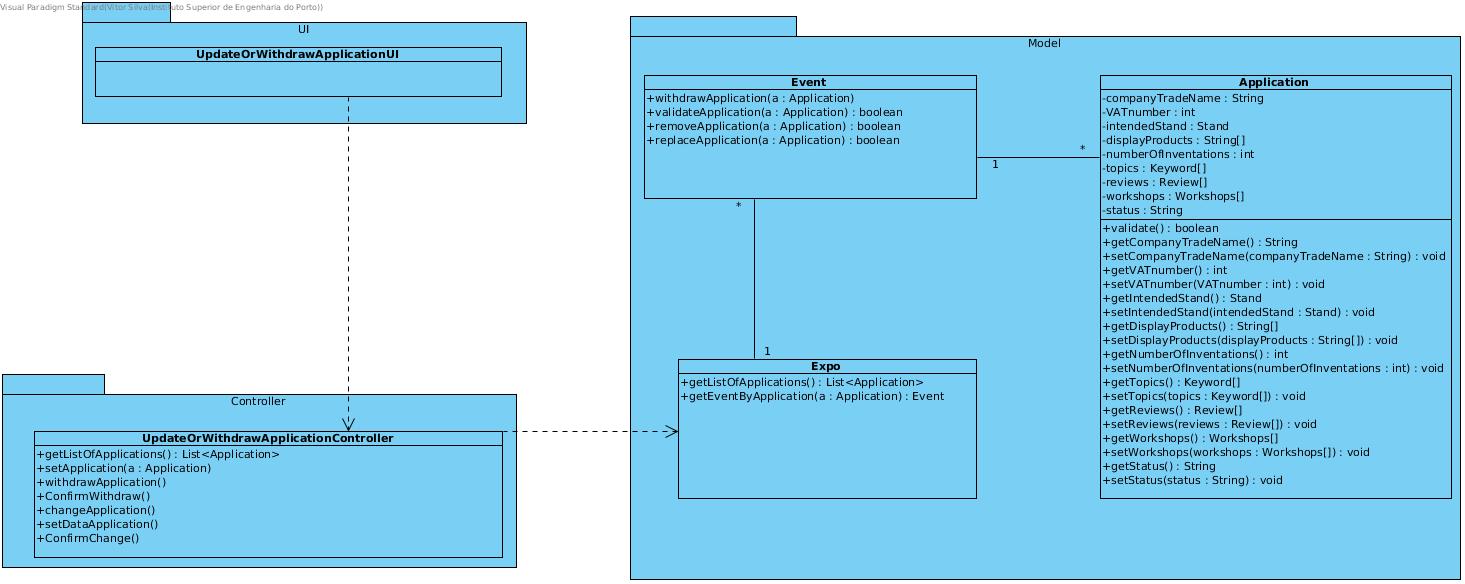 Visual Paradigm Standard(Vitor Silva(Instituto Superior de Engenharia do Porto))
UI
UpdateOrWithdrawApplicationUI
Controller
UpdateOrWithdrawApplicationController
+getListOfApplications() : List<Application>
+setApplication(a : Application)
+withdrawApplication()
+ConfirmWithdraw()
+changeApplication()
+setDataApplication()
+ConfirmChange()
Model
Event
+withdrawApplication(a : Application)
+validateApplication(a : Application) : boolean
+removeApplication(a : Application) : boolean
+replaceApplication(a : Application) : boolean
1
*
*
1
Expo
+getListOfApplications() : List<Application>
+getEventByApplication(a : Application) : Event
Application
-companyTradeName : String
-VATnumber : int
-intendedStand : Stand
-displayProducts : String[]
-numberOfInventations : int
-topics : Keyword[]
-reviews : Review[]
-workshops : Workshops[]
-status : String
+validate() : boolean
+getCompanyTradeName() : String
+setCompanyTradeName(companyTradeName : String) : void
+getVATnumber() : int
+setVATnumber(VATnumber : int) : void
+getIntendedStand() : Stand
+setIntendedStand(intendedStand : Stand) : void
+getDisplayProducts() : String[]
+setDisplayProducts(displayProducts : String[]) : void
+getNumberOfInventations() : int
+setNumberOfInventations(numberOfInventations : int) : void
+getTopics() : Keyword[]
+setTopics(topics : Keyword[]) : void
+getReviews() : Review[]
+setReviews(reviews : Review[]) : void
+getWorkshops() : Workshops[]
+setWorkshops(workshops : Workshops[]) : void
+getStatus() : String
+setStatus(status : String) : void